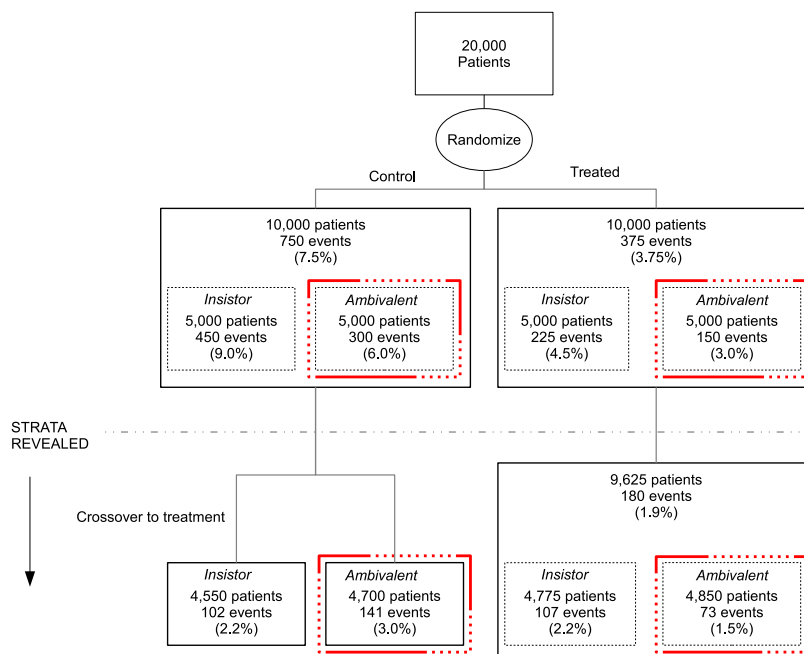 20,000
Patients
Randomize
Control
Treated
10,000 patients
750 events
(7.5%)
Insistor
5,000 patients
450 events
(9.0%)
Ambivalent
5,000 patients
300 events
(6.0%)
10,000 patients
375 events
(3.75%)
Insistor
5,000 patients
225 events
(4.5%)
Ambivalent
5,000 patients
150 events
(3.0%)
STRATA
REVEALED
Crossover to treatment
Insistor
4,550 patients
102 events
(2.2%)
Ambivalent
4,700 patients
141 events
(3.0%)
9,625 patients
180 events
(1.9%)
Insistor
4,775 patients
107 events
(2.2%)
Ambivalent
4,850 patients
73 events
(1.5%)